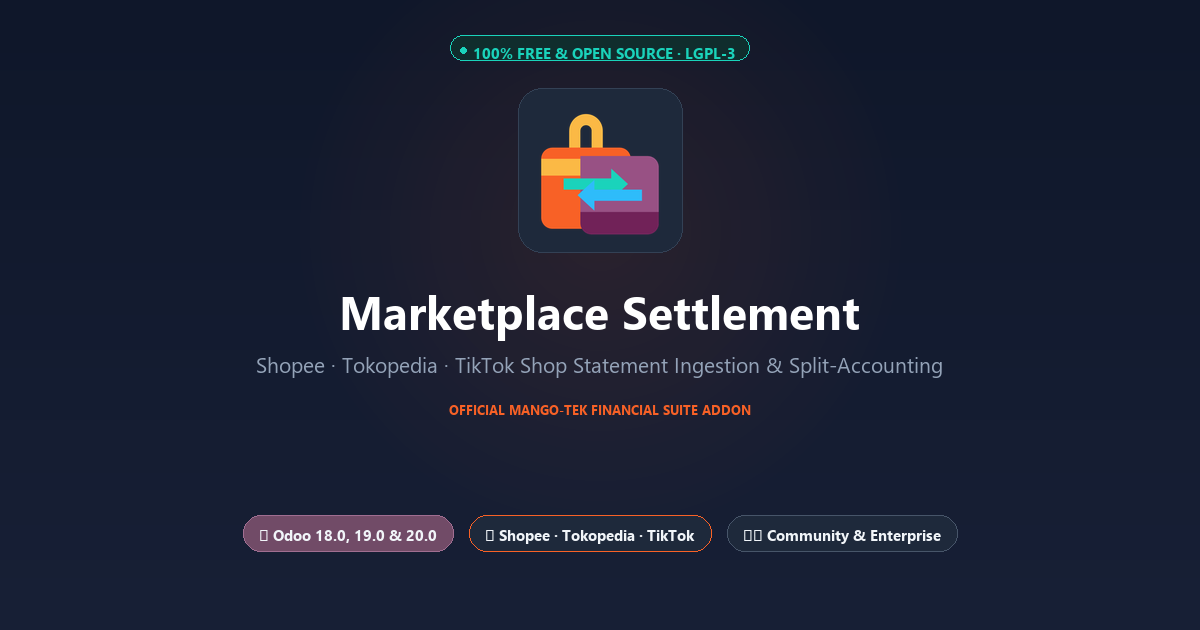 100% FREE & OPEN SOURCE · LGPL-3
Marketplace Settlement
Shopee · Tokopedia · TikTok Shop Statement Ingestion & Split-Accounting
OFFICIAL MANGO-TEK FINANCIAL SUITE ADDON
Odoo 18.0, 19.0 & 20.0
Shopee · Tokopedia · TikTok
Community & Enterprise